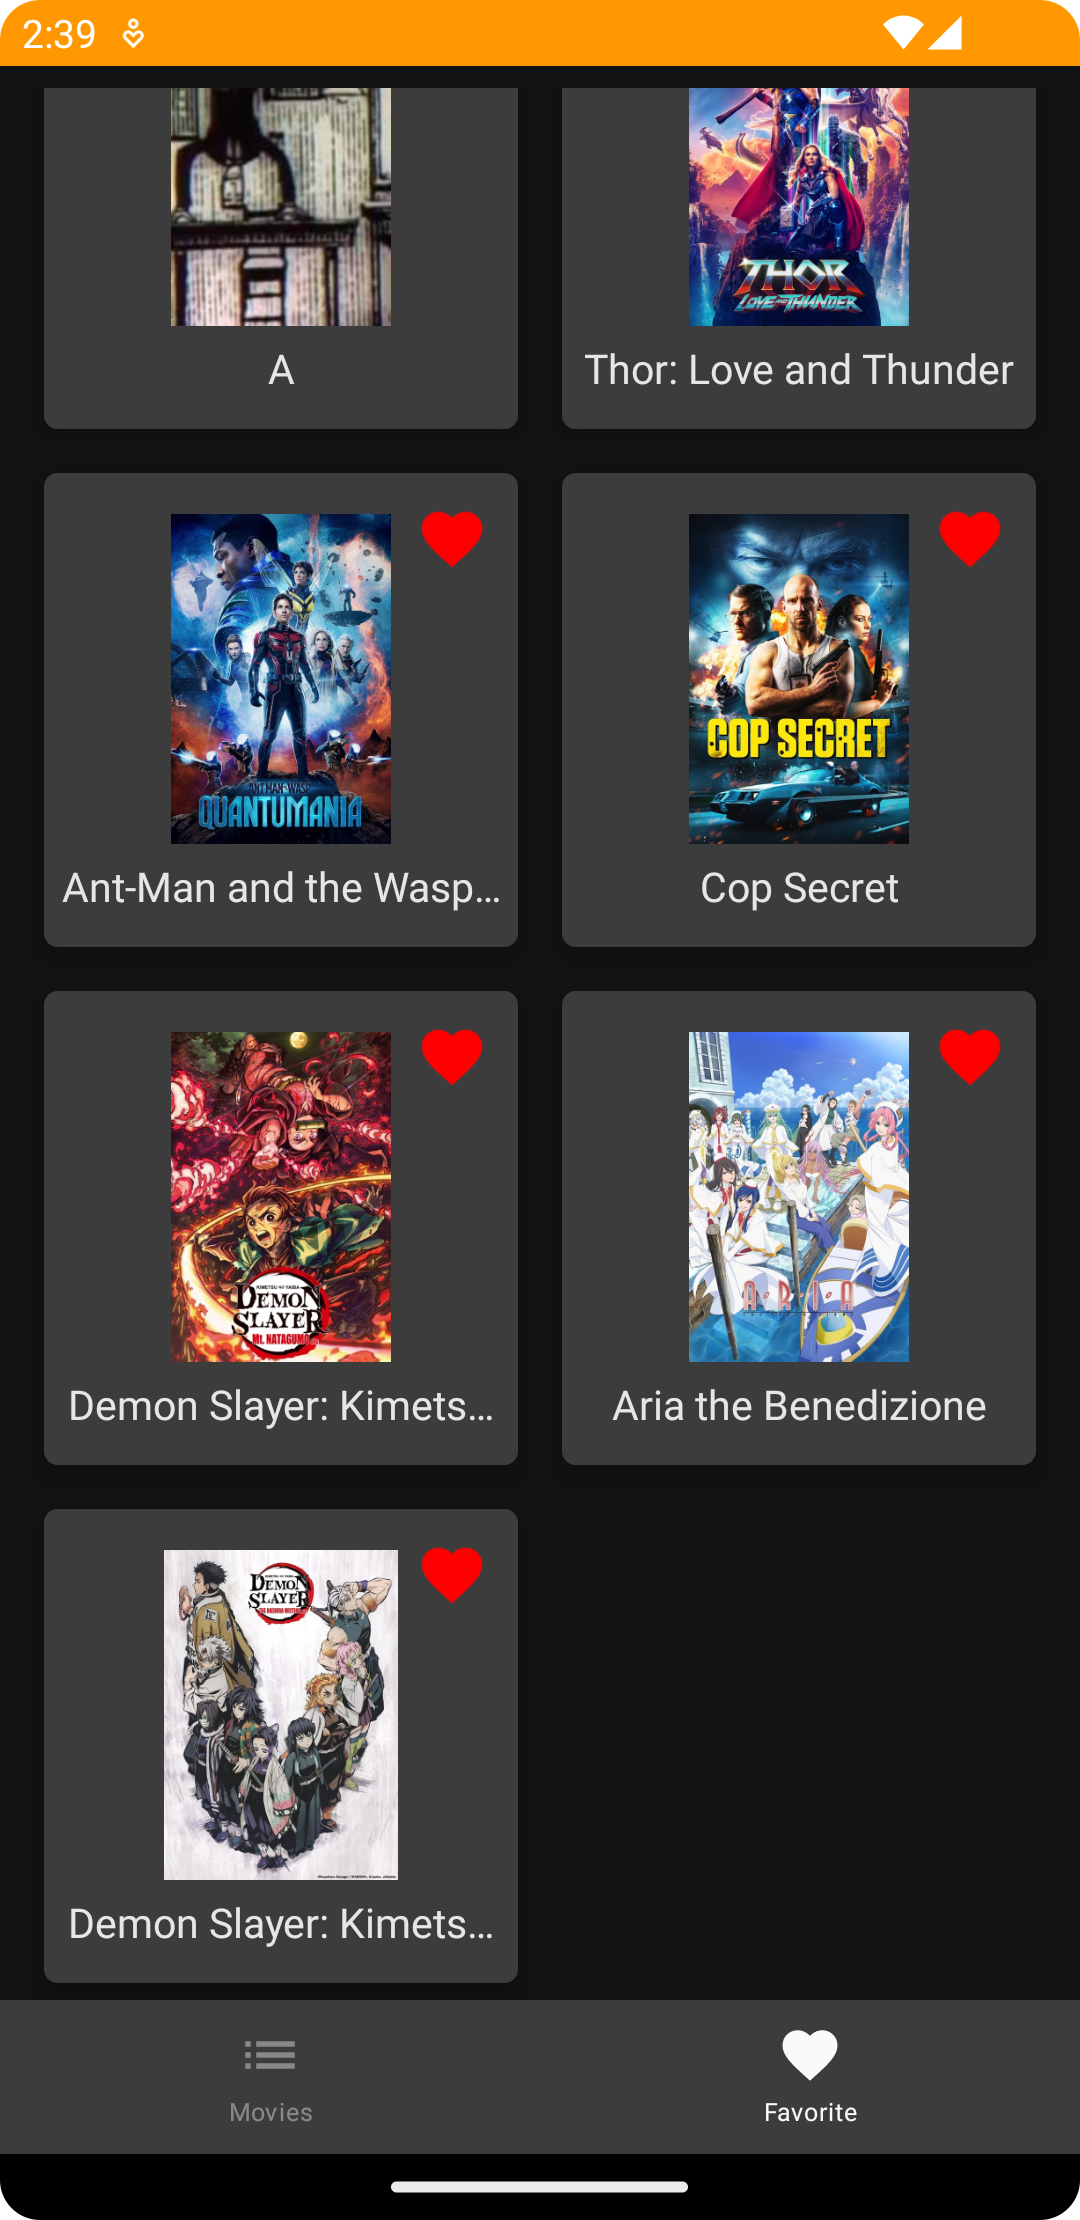 2:39
THOR
LOVE AND THUNDER
A
Thor: Love and Thunder
ANT-MAN AND THE WASP
QUANTUMANIA
COP SECRET
Ant-Man and the Wasp...
Cop Secret
KIMETSU NO YAIBA
DEMON
SLAYER
Mt. NATAGUMO
A·R·I·A
Demon Slayer: Kimets...
Aria the Benedizione
DEMON
SLAYER
Demon Slayer: Kimets...
Movies
Favorite